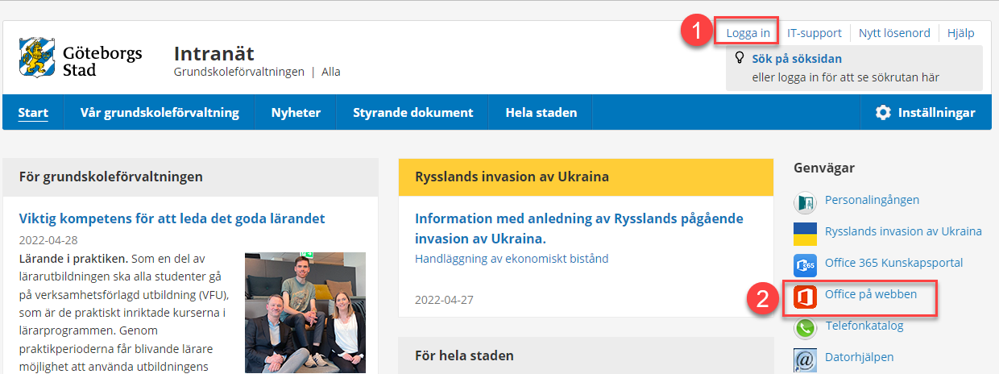 1
Logga in
IT-support
Nytt lösenord
Hjälp
Göteborgs
Stad
Intranät
Grundskoleförvaltningen | Alla
Sök på söksidan
eller logga in för att se sökrutan här
Start
Vår grundskoleförvaltning
Nyheter
Styrande dokument
Hela staden
Inställningar
För grundskoleförvaltningen
Viktig kompetens för att leda det goda lärandet
2022-04-28
Lärande i praktiken. Som en del av
lärarutbildningen ska alla studenter gå
på verksamhetsförlagd utbildning (VFU),
som är de praktiskt inriktade kurserna i
lärarprogrammen. Genom
praktikperioderna får blivande lärare
möjlighet att använda utbildningens
Rysslands invasion av Ukraina
Information med anledning av Rysslands pågående
invasion av Ukraina.
Handläggning av ekonomiskt bistånd
2022-04-27
För hela staden
Genvägar
Personalingången
Rysslands invasion av Ukraina
365
Office 365 Kunskapsportal
2
Office på webben
Telefonkatalog
@
Datorhjälpen